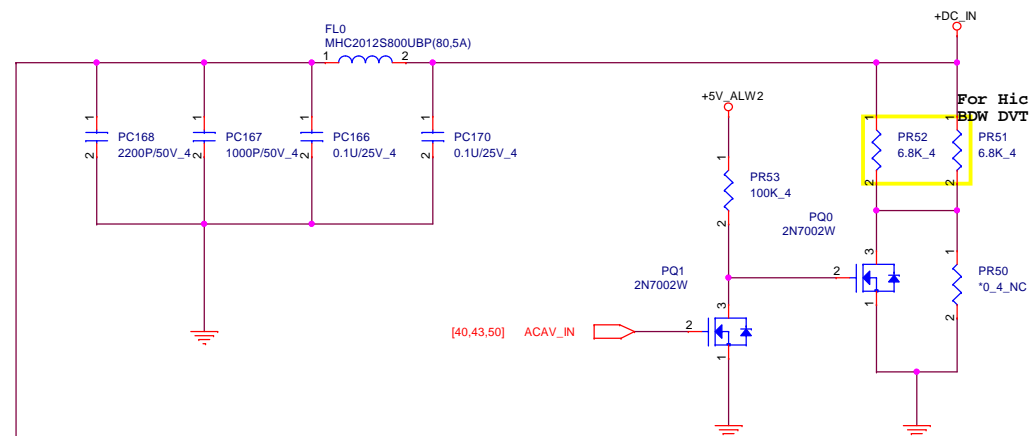 +DC_IN
FL0
MHC2012S800UBP(80,5A)
1 2
+5V_ALW2
For Hic
BDW DVT
1 1 1 1 1 1
PC168
2200P/50V_4
PC167
1000P/50V_4
PC166
0.1U/25V_4
PC170
0.1U/25V_4
PR52
6.8K_4
PR51
6.8K_4
2 2 2 2 2 2
1
PR53
100K_4
2
PQ0
2N7002W
3
2
1
1
PR50
*0_4_NC
2
PQ1
2N7002W
3
2
1
[40,43,50] ACAV_IN